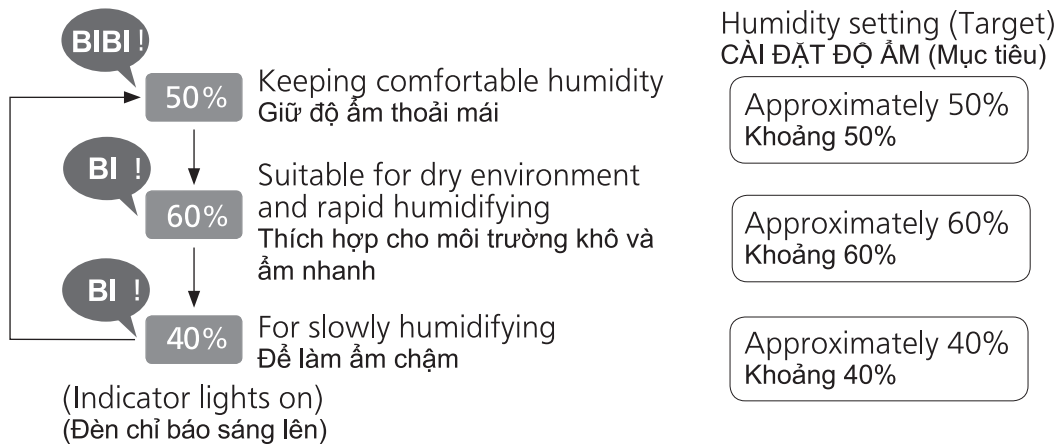 BIBI !
50%
Keeping comfortable humidity
Giữ độ ẩm thoải mái
BI !
60%
Suitable for dry environment
and rapid humidifying
Thích hợp cho môi trường khô và
ẩm nhanh
BI !
40%
For slowly humidifying
Để làm ẩm chậm
(Indicator lights on)
(Đèn chỉ báo sáng lên)
Humidity setting (Target)
CÀI ĐẶT ĐỘ ẨM (Mục tiêu)
Approximately 50%
Khoảng 50%
Approximately 60%
Khoảng 60%
Approximately 40%
Khoảng 40%